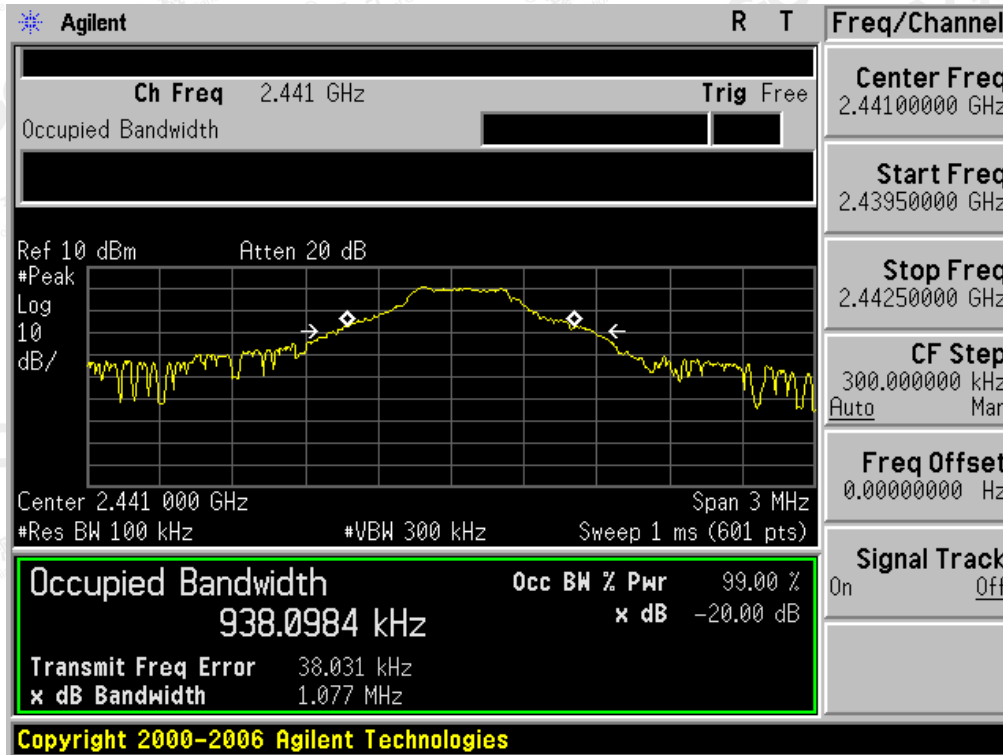 Agilent R T Freq/Channel
Ch Freq 2.441 GHz Trig Free
Occupied Bandwidth
Center Freq
2.44100000 GHz
Start Freq
2.43950000 GHz
Stop Freq
2.44250000 GHz
CF Step
300.000000 kHz
Auto Man
Freq Offset
0.00000000 Hz
Signal Track
On Off
Ref 10 dBm Atten 20 dB
#Peak
Log
10
dB/
Center 2.441 000 GHz Span 3 MHz
#Res BW 100 kHz #VBW 300 kHz Sweep 1 ms (601 pts)
Occupied Bandwidth Occ BW % Pwr 99.00 %
938.0984 kHz x dB -20.00 dB
Transmit Freq Error 38.031 kHz
x dB Bandwidth 1.077 MHz
Copyright 2000-2006 Agilent Technologies